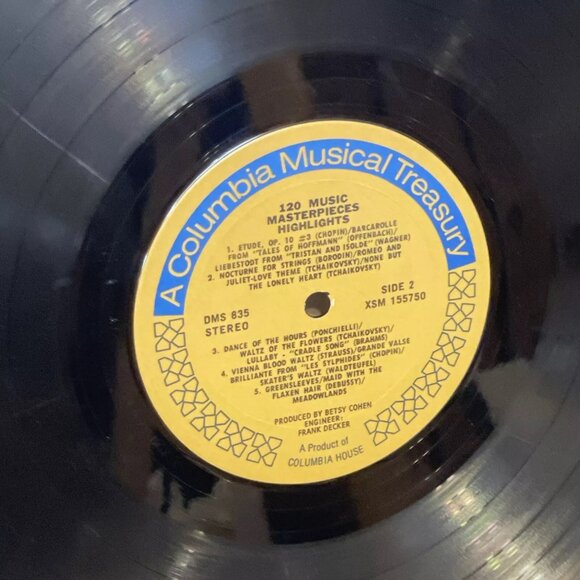 A Columbia Musical Treasury
120 MUSIC
MASTERPIECES
HIGHLIGHTS
1. ETUDE, OP. 10 #3 (CHOPIN)/BARCAROLLE
FROM "TALES OF HOFFMANN" (OFFENBACH)/
LIEBESTOOT FROM "TRISTAN AND ISOLDE" (WAGNER)
2. NOCTURNE FOR STRINGS (BORODIN)/ROMEO AND
JULIET-LOVE THEME (TCHAIKOVSKY)/NONE BUT
THE LONELY HEART (TCHAIKOVSKY)
DMS 635
STEREO
SIDE 2
XSM 155750
3. DANCE OF THE HOURS (PONCHIELLI)/
WALTZ OF THE FLOWERS (TCHAIKOVSKY)/
LULLABY - "CRADLE SONG" (BRAHMS)
4. VIENNA BLOOD WALTZ (STRAUSS)/GRANDE VALSE
BRILLIANTE FROM "LES SYLPHIDES" (CHOPIN)/
SKATER'S WALTZ (WALDTEUFEL)
5. GREENSLEEVES/MAID WITH THE
FLAXEN HAIR (DEBUSSY)/
MEADOWLANDS
PRODUCED BY BETSY COHEN
ENGINEER:
FRANK DECKER
A Product of
COLUMBIA HOUSE